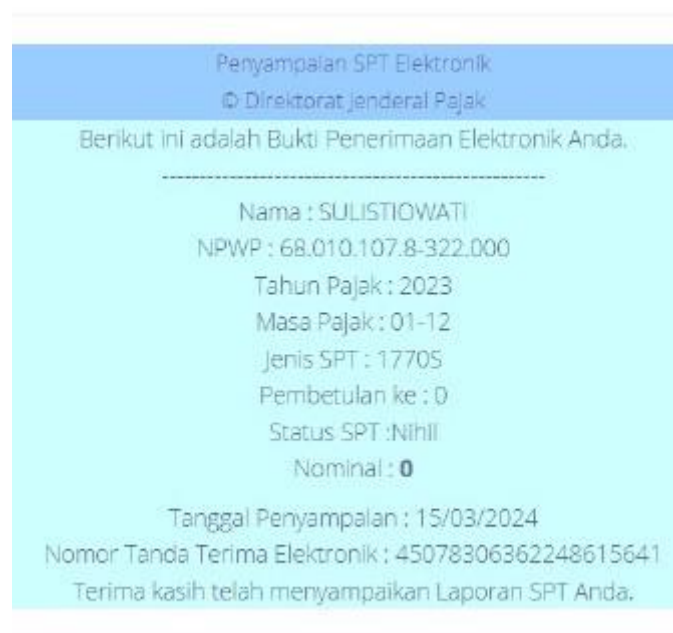 Penyampaian SPT Elektronik
© Direktorat Jenderal Pajak
Berikut ini adalah Bukti Penerimaan Elektronik Anda.
--------------------------------------------------
Nama : SULISTIOWATI
NPWP : 68.010.107.8-322.000
Tahun Pajak : 2023
Masa Pajak : 01-12
Jenis SPT : 1770S
Pembetulan ke : 0
Status SPT :Nihil
Nominal : 0
Tanggal Penyampaian : 15/03/2024
Nomor Tanda Terima Elektronik : 45078306362248615641
Terima kasih telah menyampaikan Laporan SPT Anda.